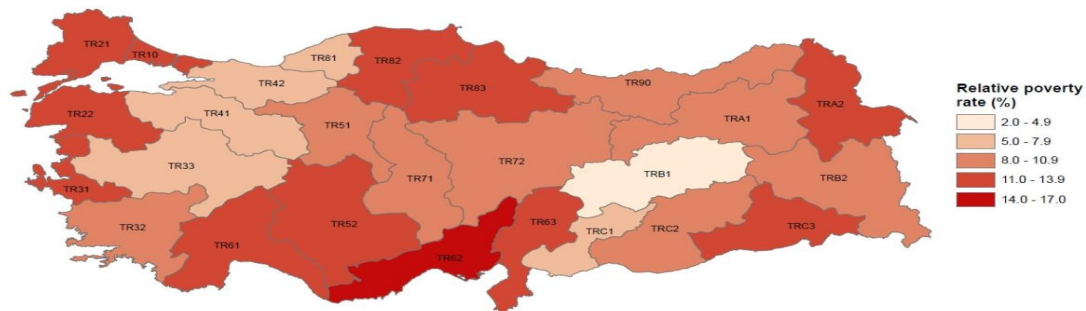 TR21
TR10
TR81
TR82
TR42
TR83
TR90
TR22
TR41
TR51
TRA1
TRA2
TR33
TR72
TR71
TRB1
TRB2
TR31
TR32
TR52
TR61
TR62
TR63
TRC1
TRC2
TRC3
Relative poverty
rate (%)
2.0 - 4.9
5.0 - 7.9
8.0 - 10.9
11.0 - 13.9
14.0 - 17.0